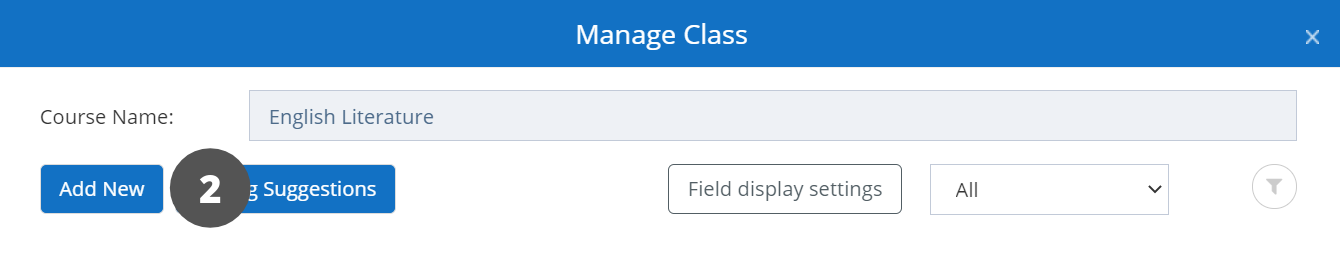 Manage Class
Course Name: English Literature
Add New 2 Suggestions Field display settings All